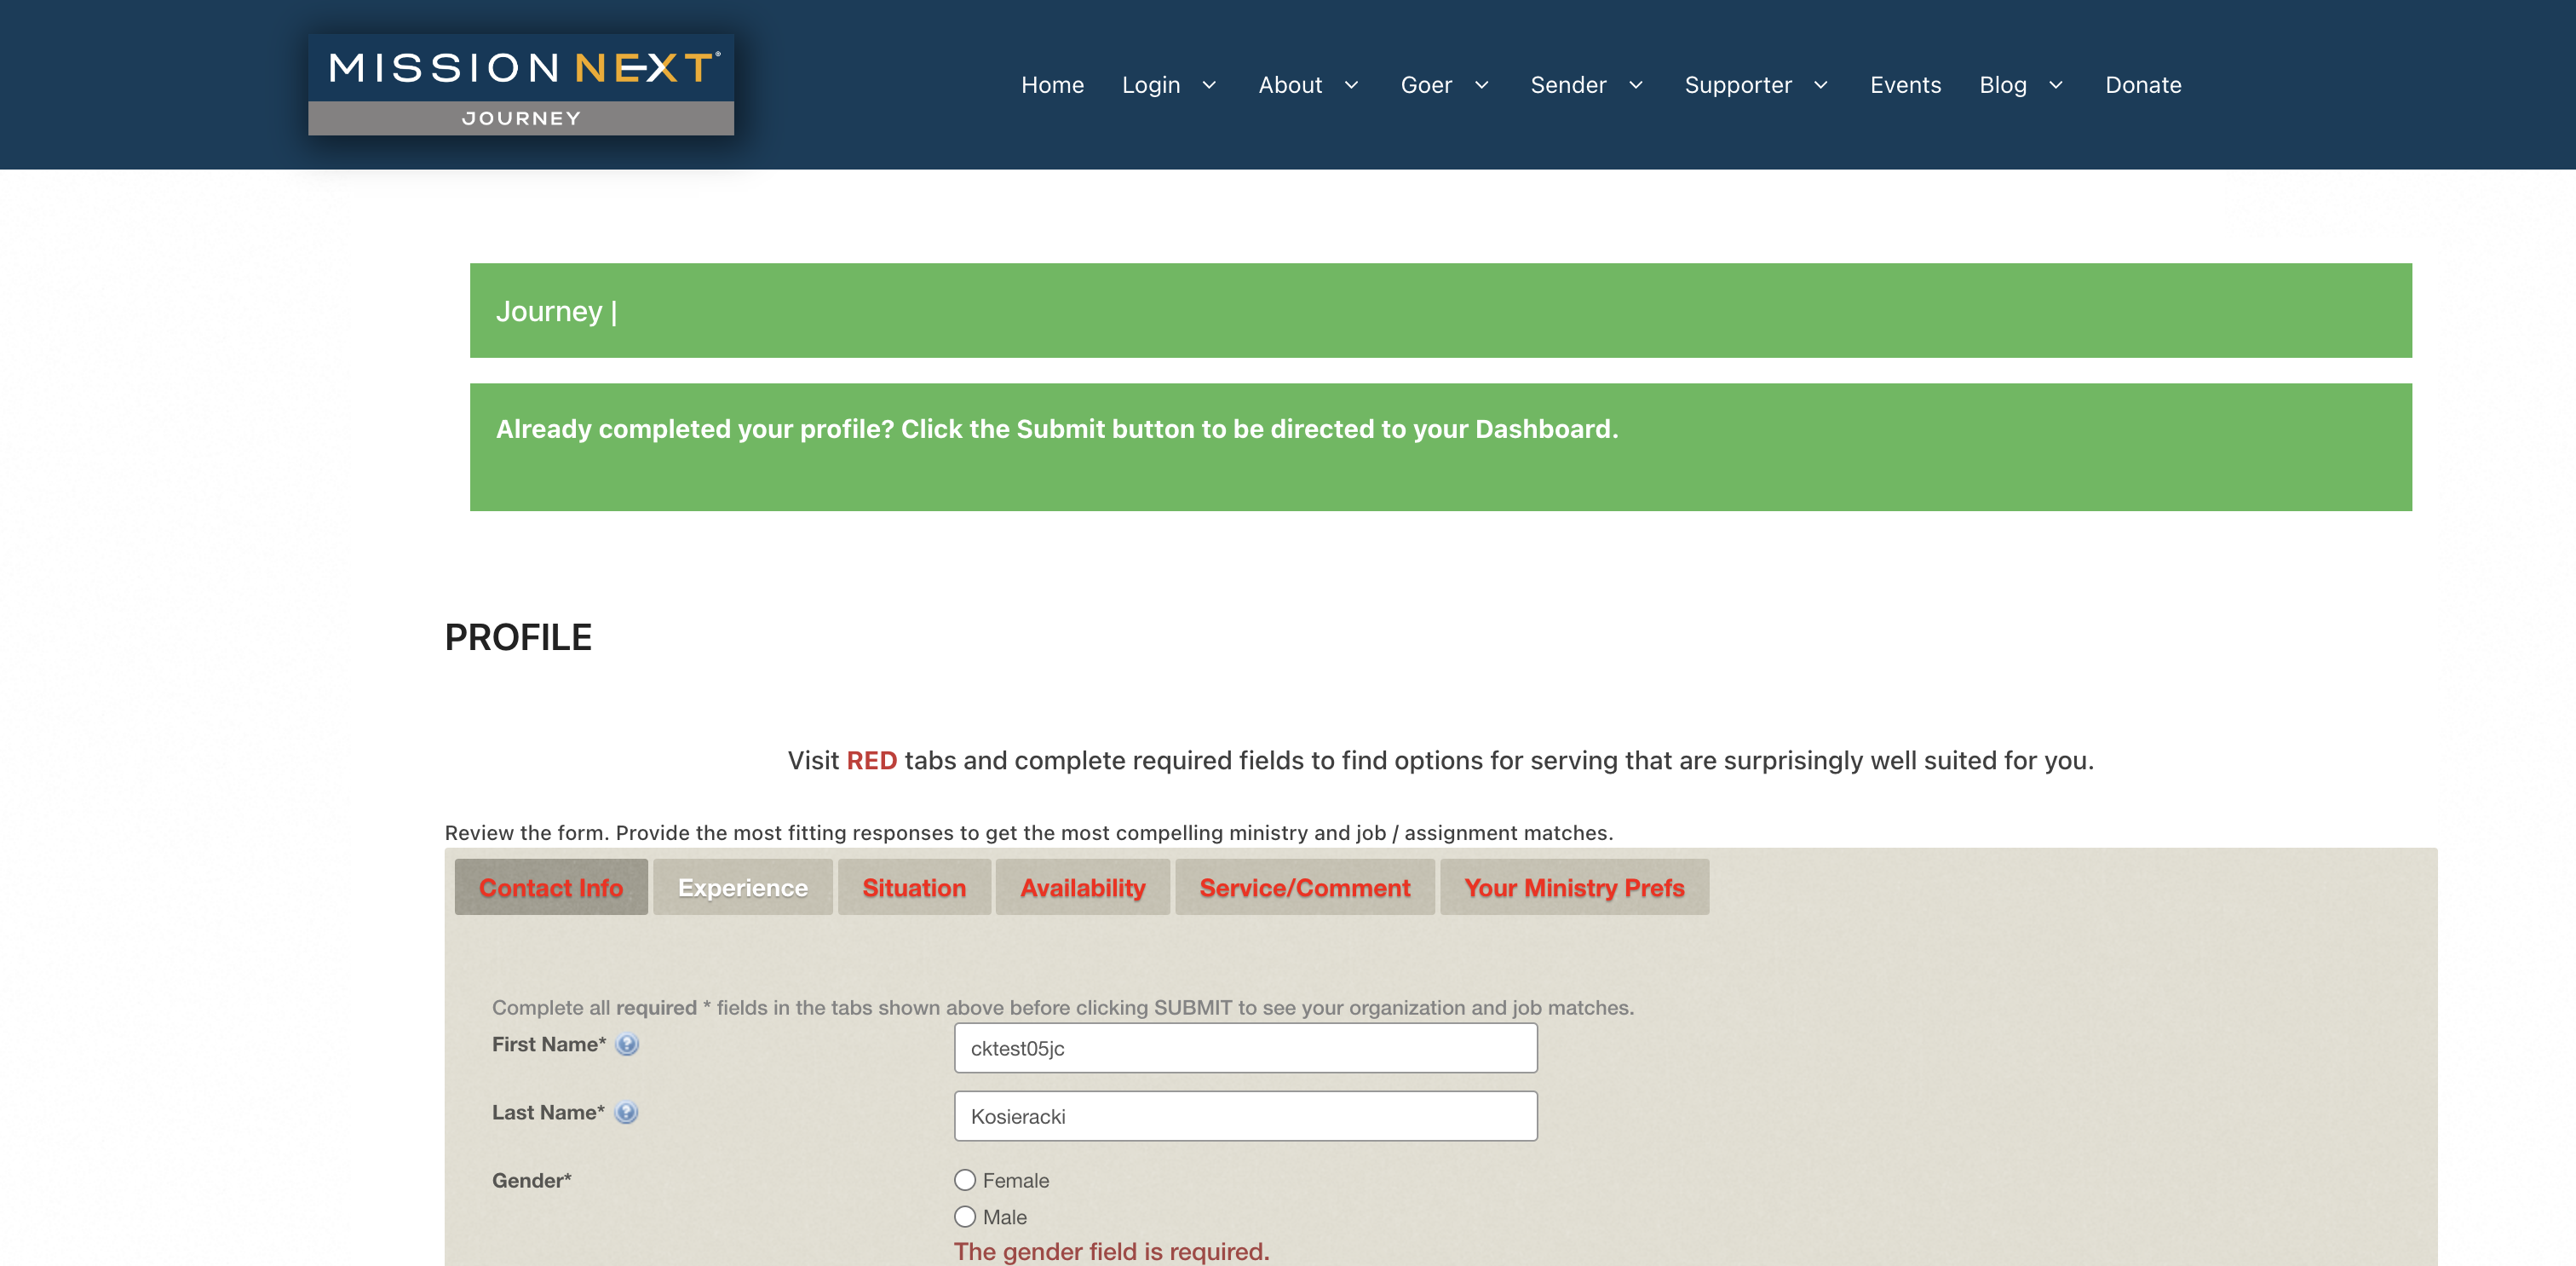 MISSION NEXT®
JOURNEY
Home Login About Goer Sender Supporter Events Blog Donate
Journey |
Already completed your profile? Click the Submit button to be directed to your Dashboard.
PROFILE
Visit RED tabs and complete required fields to find options for serving that are surprisingly well suited for you.
Review the form. Provide the most fitting responses to get the most compelling ministry and job / assignment matches.
Contact Info Experience Situation Availability Service/Comment Your Ministry Prefs
Complete all required * fields in the tabs shown above before clicking SUBMIT to see your organization and job matches.
First Name* ? cktest05jc
Last Name* ? Kosieracki
Gender* Female
Male
The gender field is required.